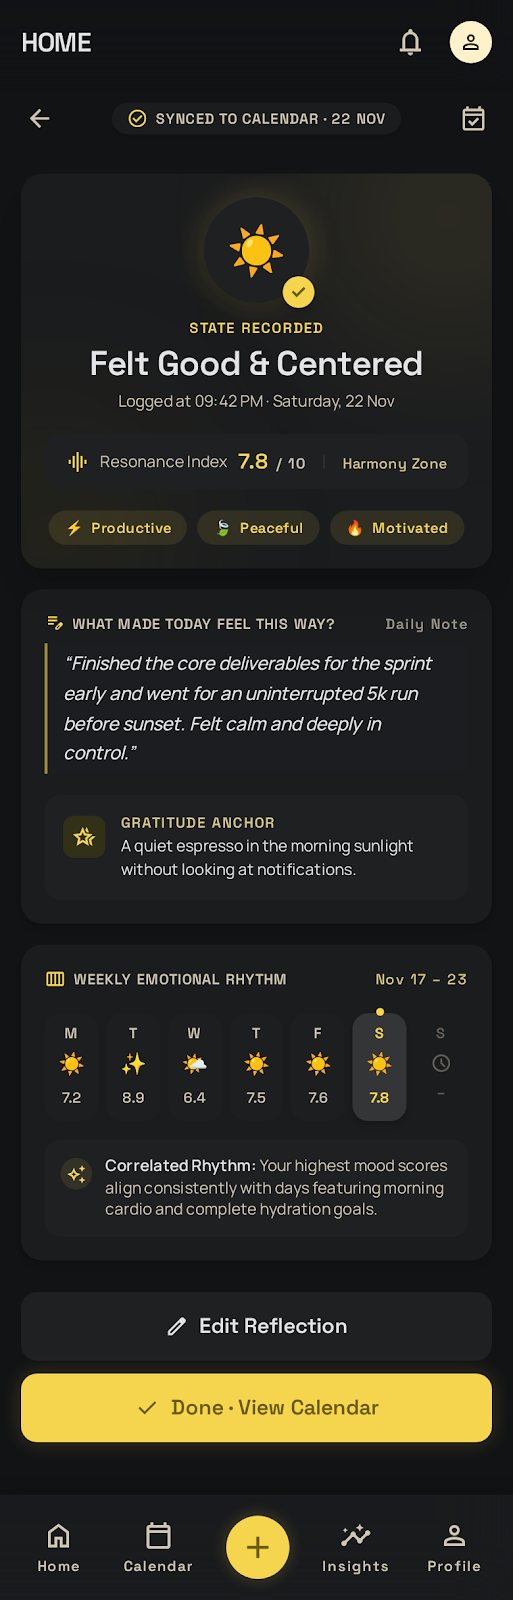 HOME
SYNCED TO CALENDAR · 22 NOV
STATE RECORDED
Felt Good & Centered
Logged at 09:42 PM · Saturday, 22 Nov
Resonance Index 7.8 / 10 Harmony Zone
⚡ Productive 🍃 Peaceful 🔥 Motivated
WHAT MADE TODAY FEEL THIS WAY? Daily Note
“Finished the core deliverables for the sprint
early and went for an uninterrupted 5k run
before sunset. Felt calm and deeply in
control.”
GRATITUDE ANCHOR
A quiet espresso in the morning sunlight
without looking at notifications.
WEEKLY EMOTIONAL RHYTHM Nov 17 – 23
M T W T F S S
7.2 8.9 6.4 7.5 7.6 7.8 –
Correlated Rhythm: Your highest mood scores
align consistently with days featuring morning
cardio and complete hydration goals.
Edit Reflection
Done · View Calendar
Home Calendar Insights Profile